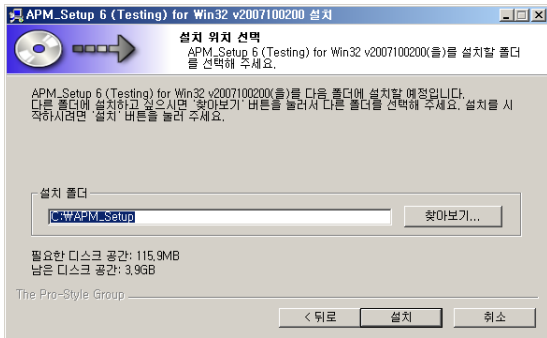 APM_Setup 6 (Testing) for Win32 v2007100200 설치
설치 위치 선택
APM_Setup 6 (Testing) for Win32 v2007100200(을)를 설치할 폴더
를 선택해 주세요.
APM_Setup 6 (Testing) for Win32 v2007100200(을)를 다음 폴더에 설치할 예정입니다.
다른 폴더에 설치하고 싶으시면 '찾아보기' 버튼을 눌러서 다른 폴더를 선택해 주세요. 설치를 시
작하시려면 '설치' 버튼을 눌러 주세요.
설치 폴더
C:₩APM_Setup
찾아보기...
필요한 디스크 공간: 115.9MB
남은 디스크 공간: 3.9GB
The Pro-Style Group
< 뒤로
설치
취소